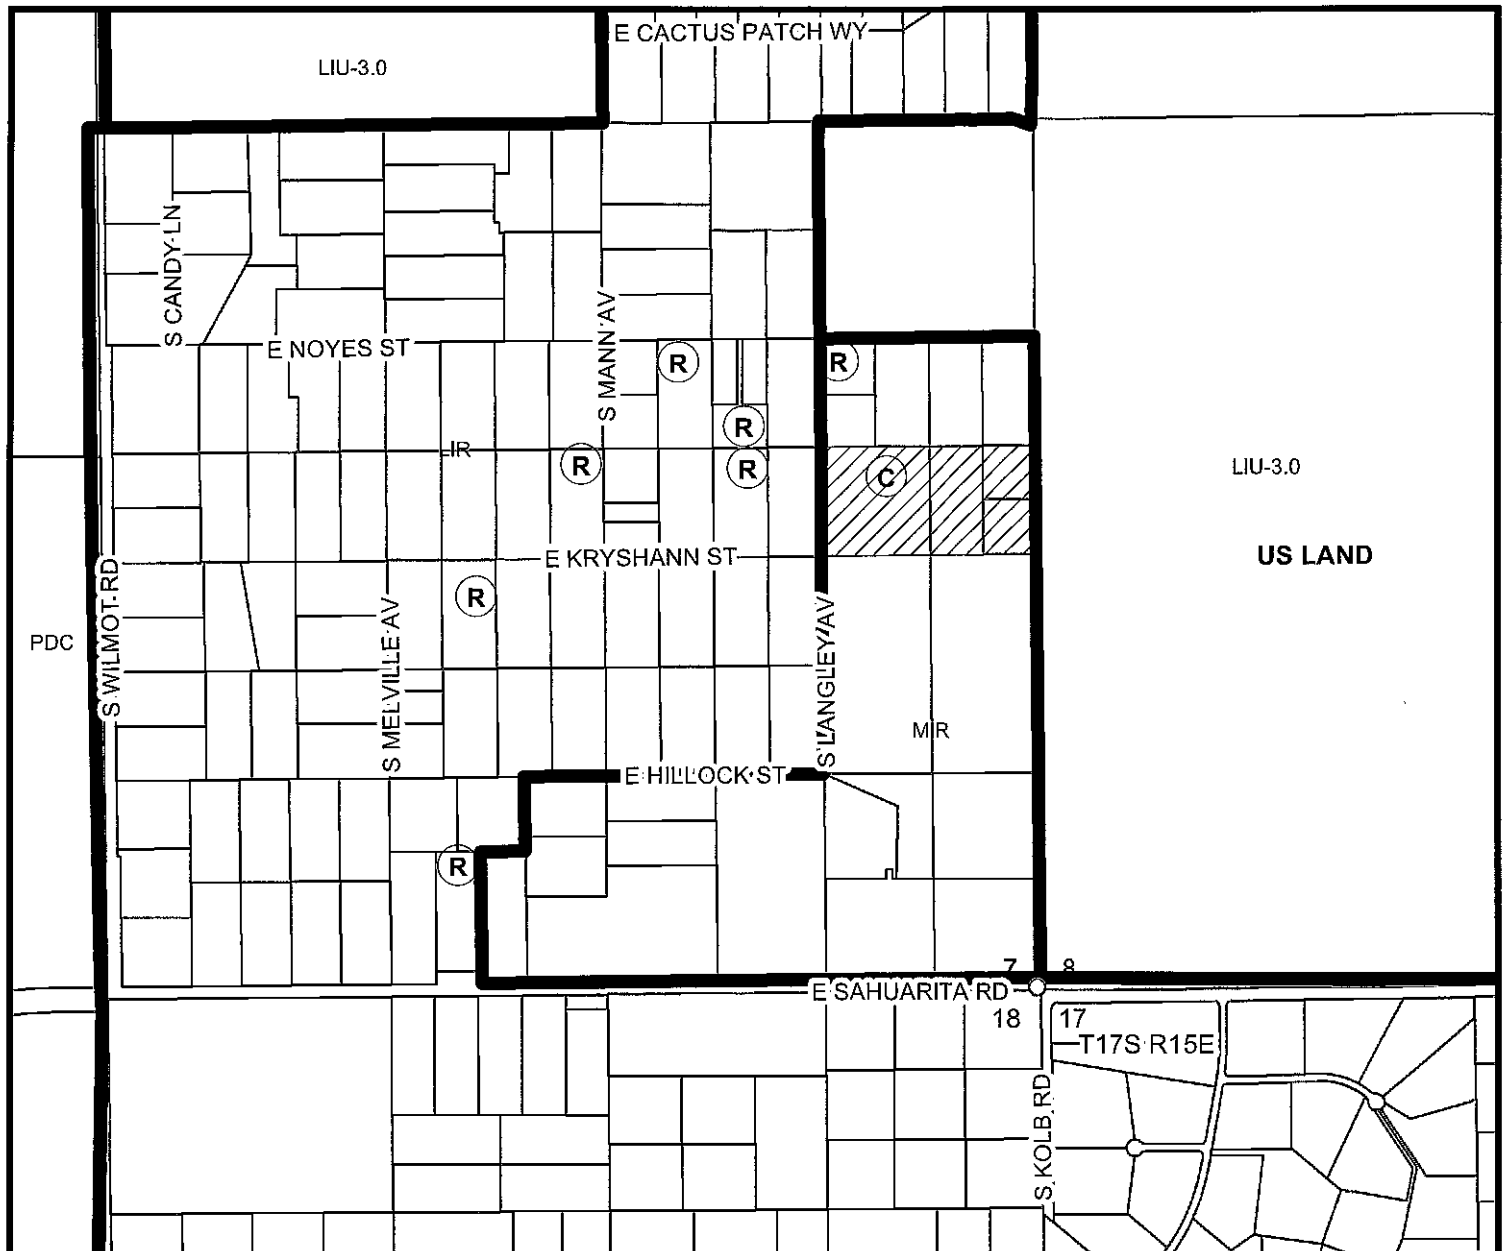 E CACTUS PATCH WY
LIU-3.0
S CANDY LN
E NOYES ST
S MANN AV
R
R
R
R
R
C
LIR
LIU-3.0
US LAND
E KRYSHANN ST
R
PDC
S WILMOT RD
S MELVILLE AV
S LANGLEY AV
MIR
E HILLOCK ST
R
7
8
E SAHUARITA RD
18
17
T17S R15E
S KOLB RD